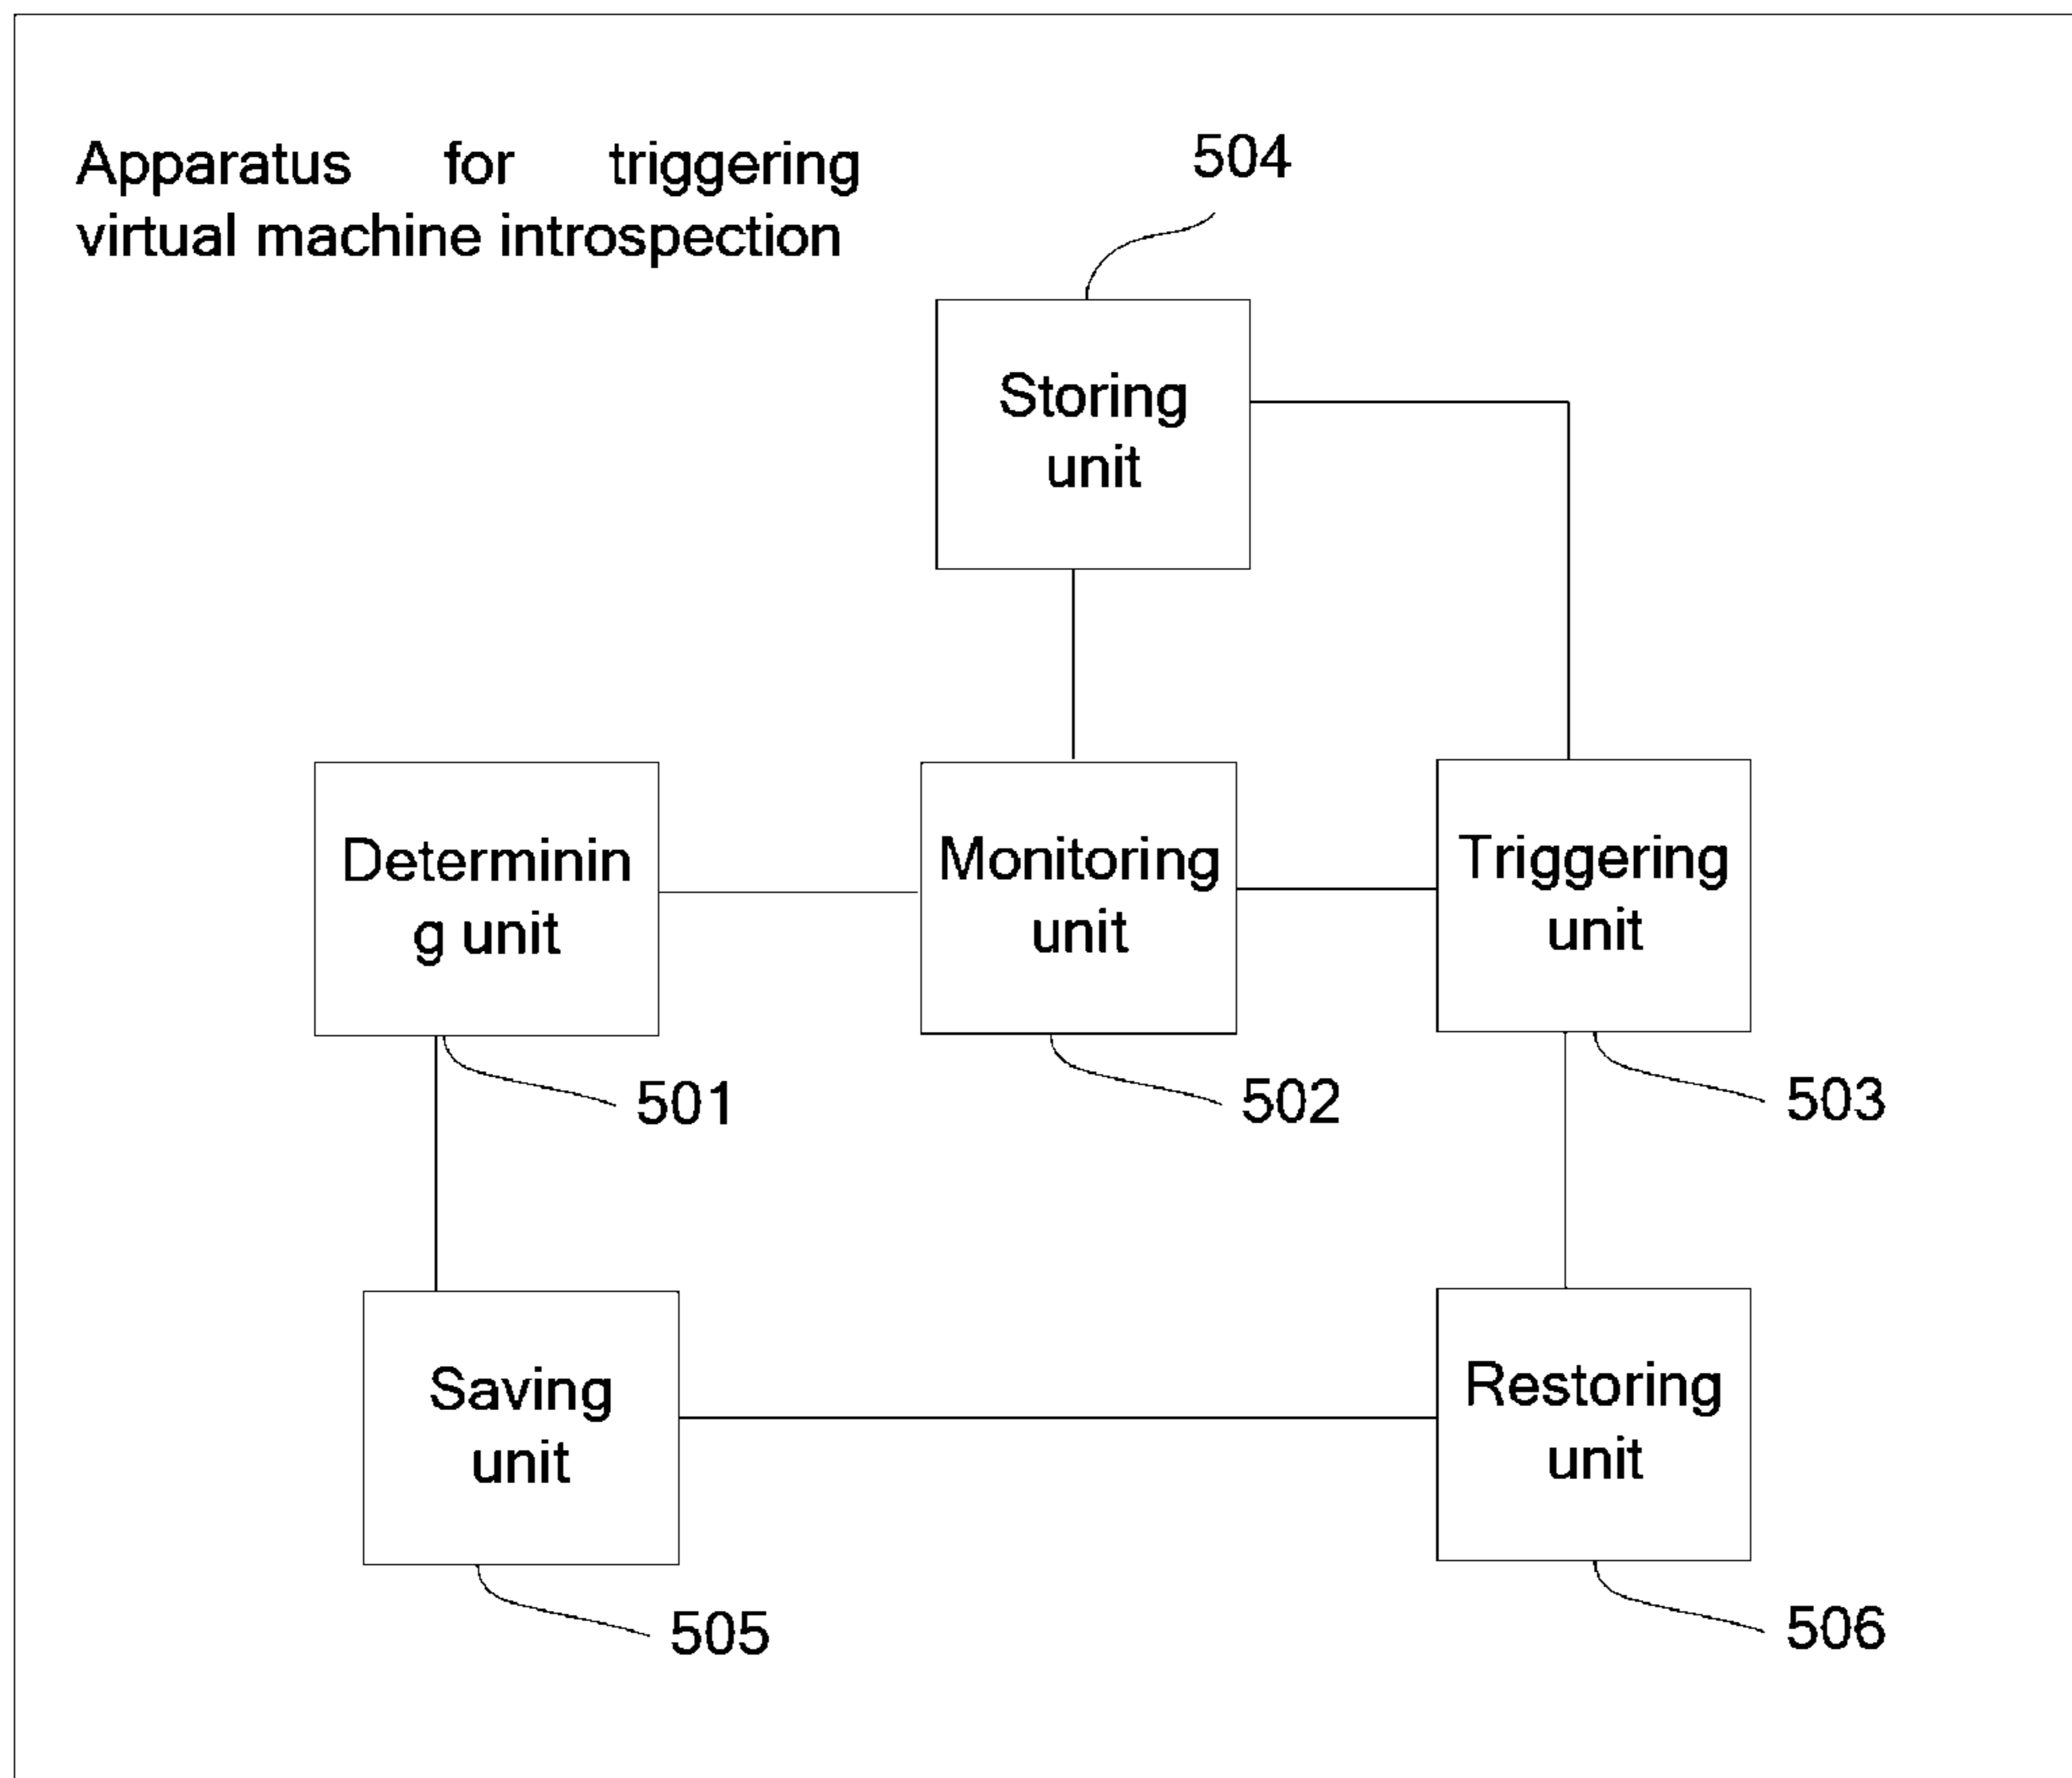 Apparatus for triggering
virtual machine introspection
504
Storing
unit
Determinin
g unit
Monitoring
unit
Triggering
unit
501
502
503
Saving
unit
Restoring
unit
505
506